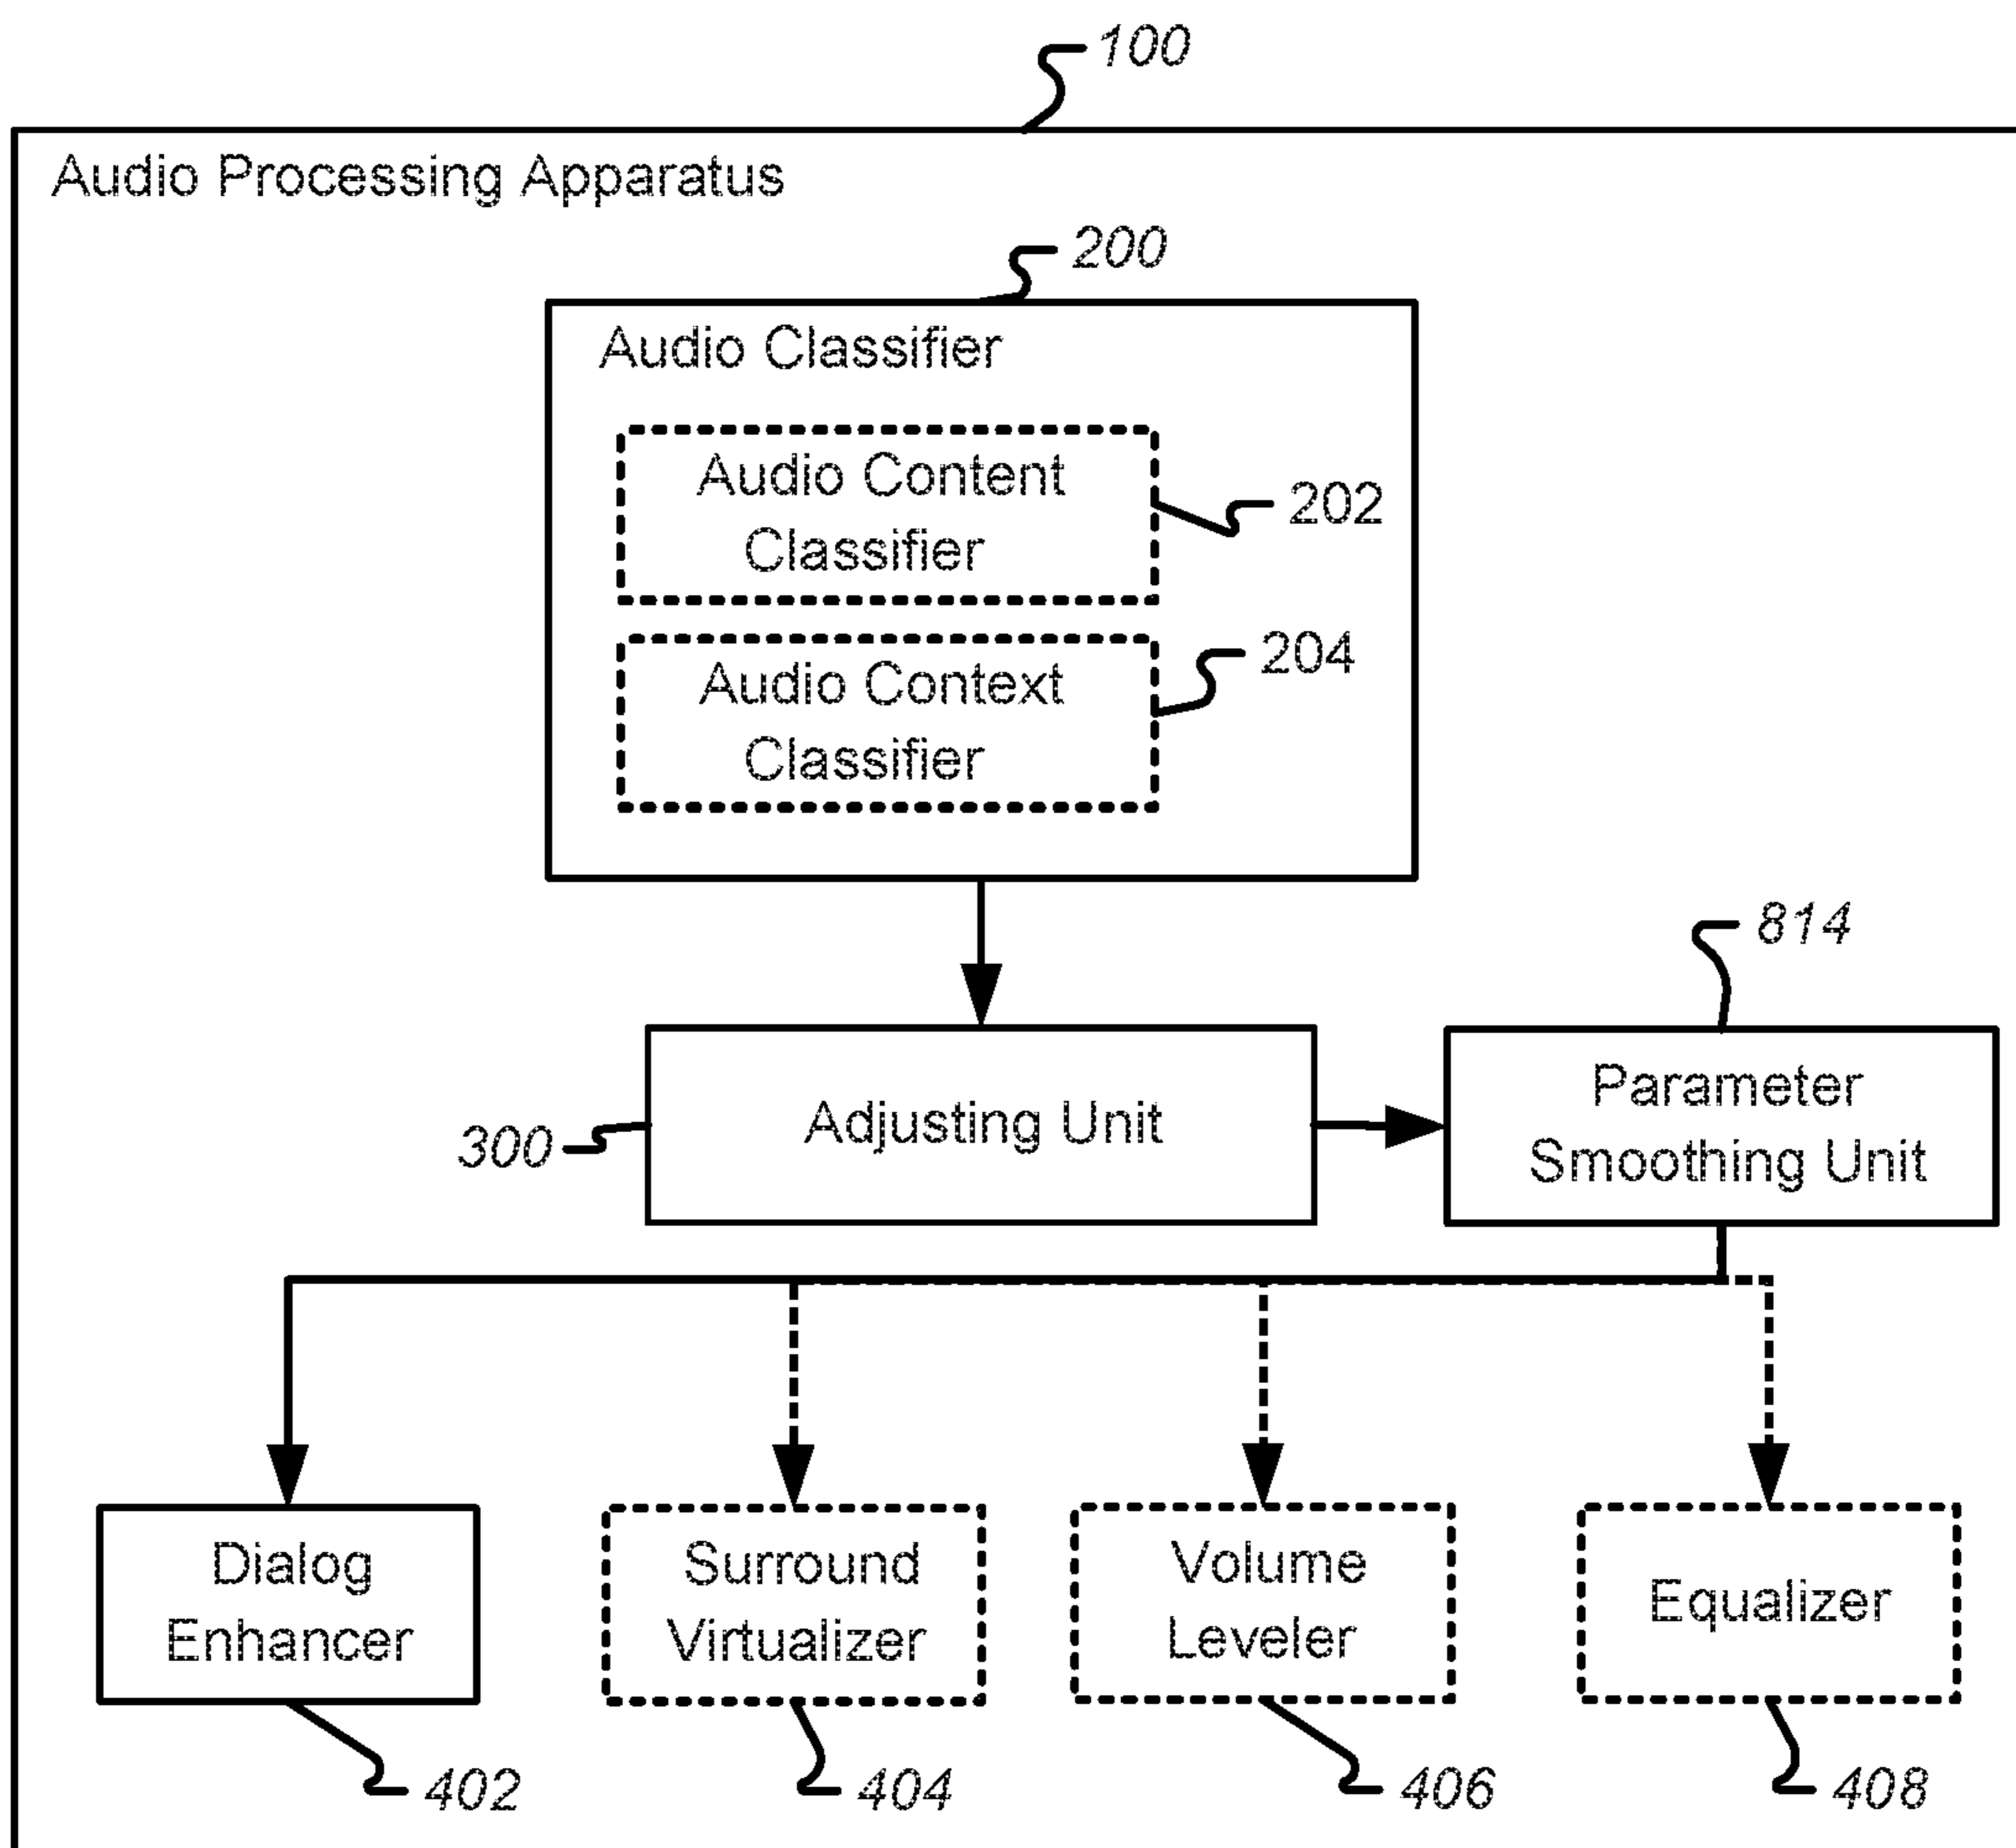 100
Audio Processing Apparatus
200
Audio Classifier
Audio Content
Classifier
202
Audio Context
Classifier
204
814
Adjusting Unit
300
Parameter
Smoothing Unit
Dialog
Enhancer
Surround
Virtualizer
Volume
Leveler
Equalizer
402
404
406
408